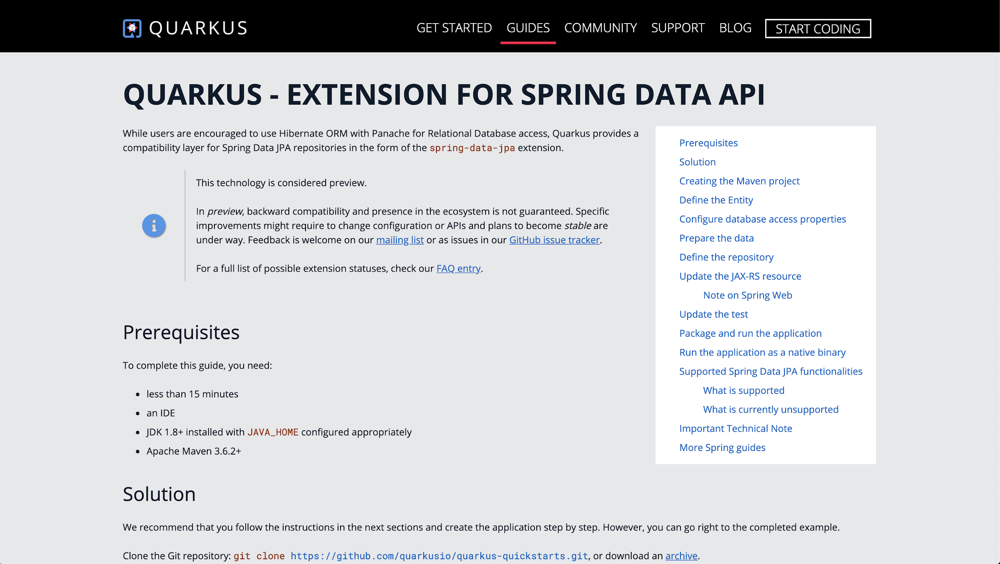 QUARKUS
GET STARTED
GUIDES
COMMUNITY
SUPPORT
BLOG
START CODING
QUARKUS - EXTENSION FOR SPRING DATA API
While users are encouraged to use Hibernate ORM with Panache for Relational Database access, Quarkus provides a
compatibility layer for Spring Data JPA repositories in the form of the spring-data-jpa extension.
This technology is considered preview.
In preview, backward compatibility and presence in the ecosystem is not guaranteed. Specific
improvements might require to change configuration or APIs and plans to become stable are
under way. Feedback is welcome on our mailing list or as issues in our GitHub issue tracker.
For a full list of possible extension statuses, check our FAQ entry.
Prerequisites
Solution
Creating the Maven project
Define the Entity
Configure database access properties
Prepare the data
Define the repository
Update the JAX-RS resource
Note on Spring Web
Update the test
Package and run the application
Run the application as a native binary
Supported Spring Data JPA functionalities
What is supported
What is currently unsupported
Important Technical Note
More Spring guides
Prerequisites
To complete this guide, you need:
less than 15 minutes
an IDE
JDK 1.8+ installed with JAVA_HOME configured appropriately
Apache Maven 3.6.2+
Solution
We recommend that you follow the instructions in the next sections and create the application step by step. However, you can go right to the completed example.
Clone the Git repository: git clone https://github.com/quarkusio/quarkus-quickstarts.git, or download an archive.